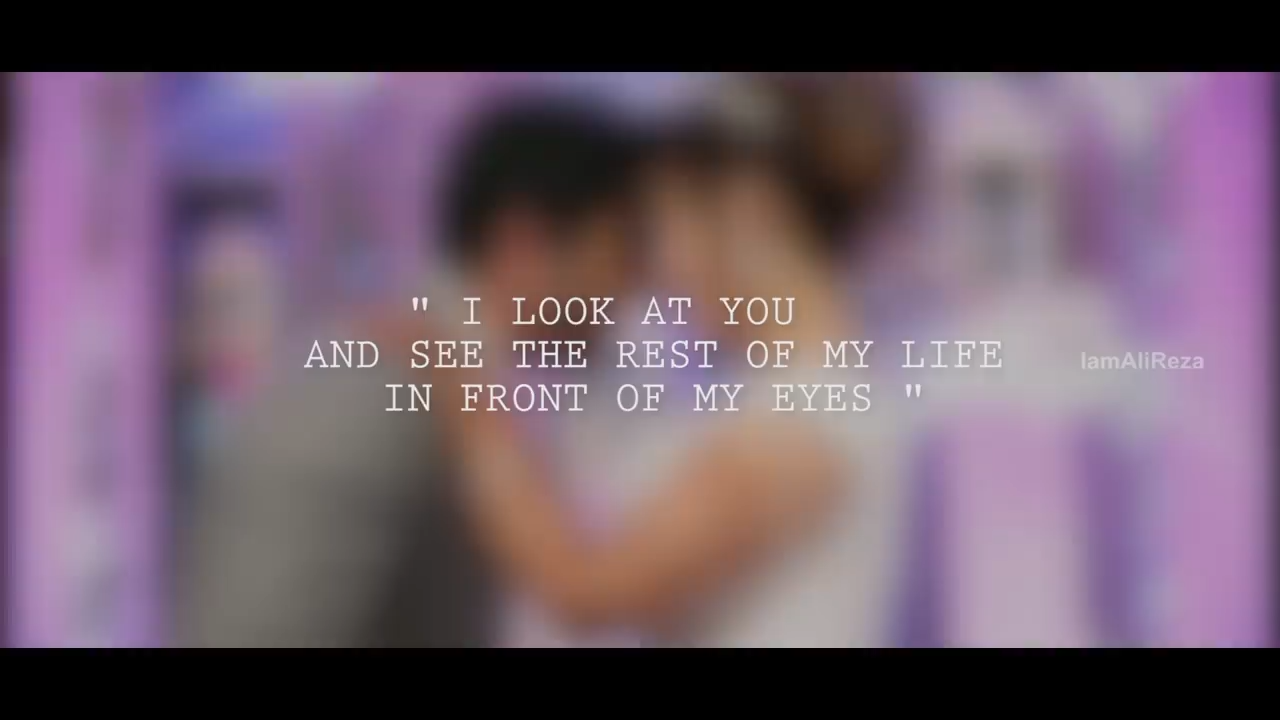 " I LOOK AT YOU
AND SEE THE REST OF MY LIFE
IN FRONT OF MY EYES "
IamAliReza